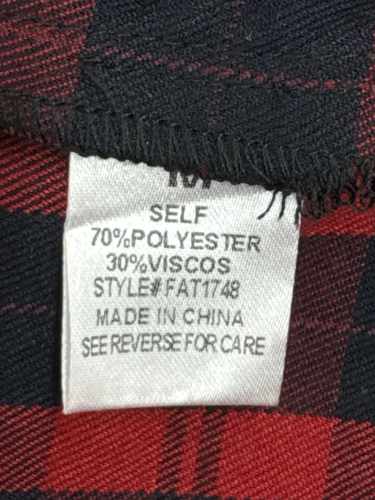 M
SELF
70%POLYESTER
30%VISCOS
STYLE# FAT1748
MADE IN CHINA
SEE REVERSE FOR CARE